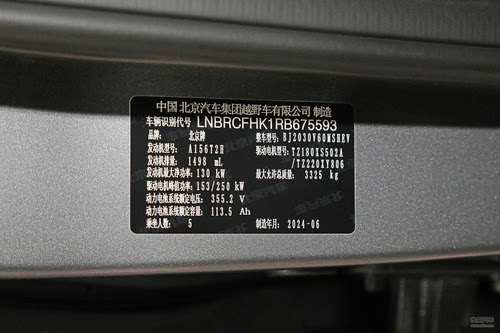 中国 北京汽车集团越野车有限公司 制造
车辆识别代号 LNBRCFHK1RB675593
品牌: 北京牌 整车型号: BJ2030V60MSHEV
发动机型号: A156T2H 驱动电机型号: TZ180XS502A
发动机排量: 1498 mL /TZ220XY806
发动机最大净功率: 130 kW 最大允许总质量: 3325 kg
驱动电机峰值功率: 153/250 kW
动力电池系统额定电压: 355.2 V
动力电池系统额定容量: 113.5 Ah
乘坐人数: 5 制造年月: 2024-06